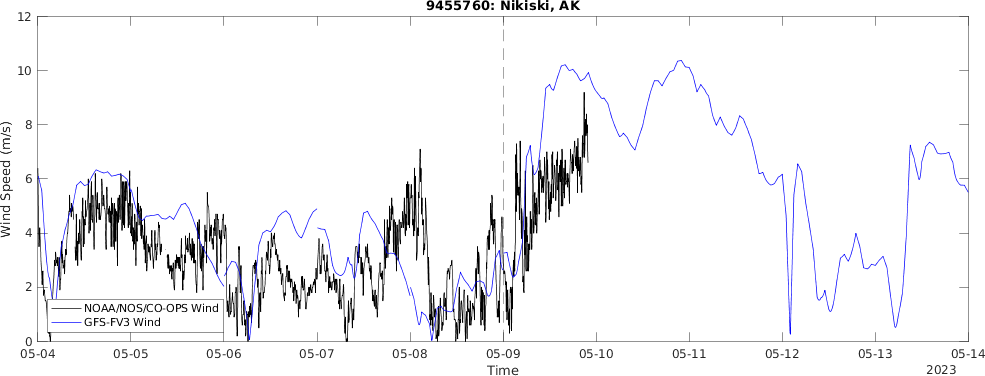 9455760: Nikiski, AK
12
10
8
6
4
2
0
Wind Speed (m/s)
NOAA/NOS/CO-OPS Wind
GFS-FV3 Wind
05-04 05-05 05-06 05-07 05-08 05-09 05-10 05-11 05-12 05-13 05-14
Time
2023